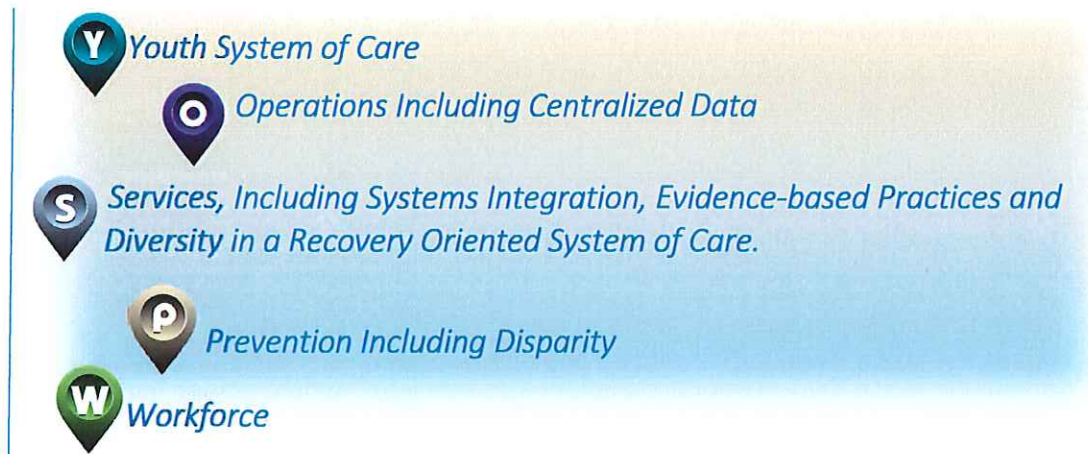 Y Youth System of Care
O Operations Including Centralized Data
S Services, Including Systems Integration, Evidence-based Practices and
Diversity in a Recovery Oriented System of Care.
P Prevention Including Disparity
W Workforce